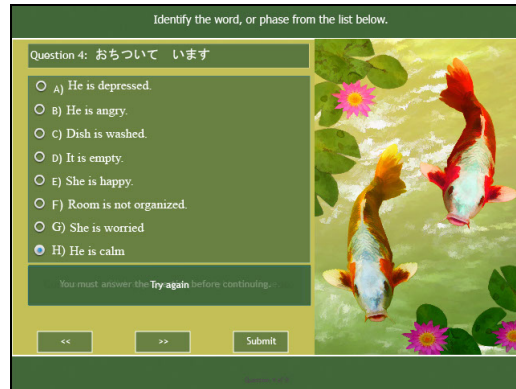 Identify the word, or phase from the list below.
Question 4: おちついて います
A) He is depressed.
B) He is angry.
C) Dish is washed.
D) It is empty.
E) She is happy.
F) Room is not organized.
G) She is worried
H) He is calm
You must answer the Try again before continuing.
<< >> Submit